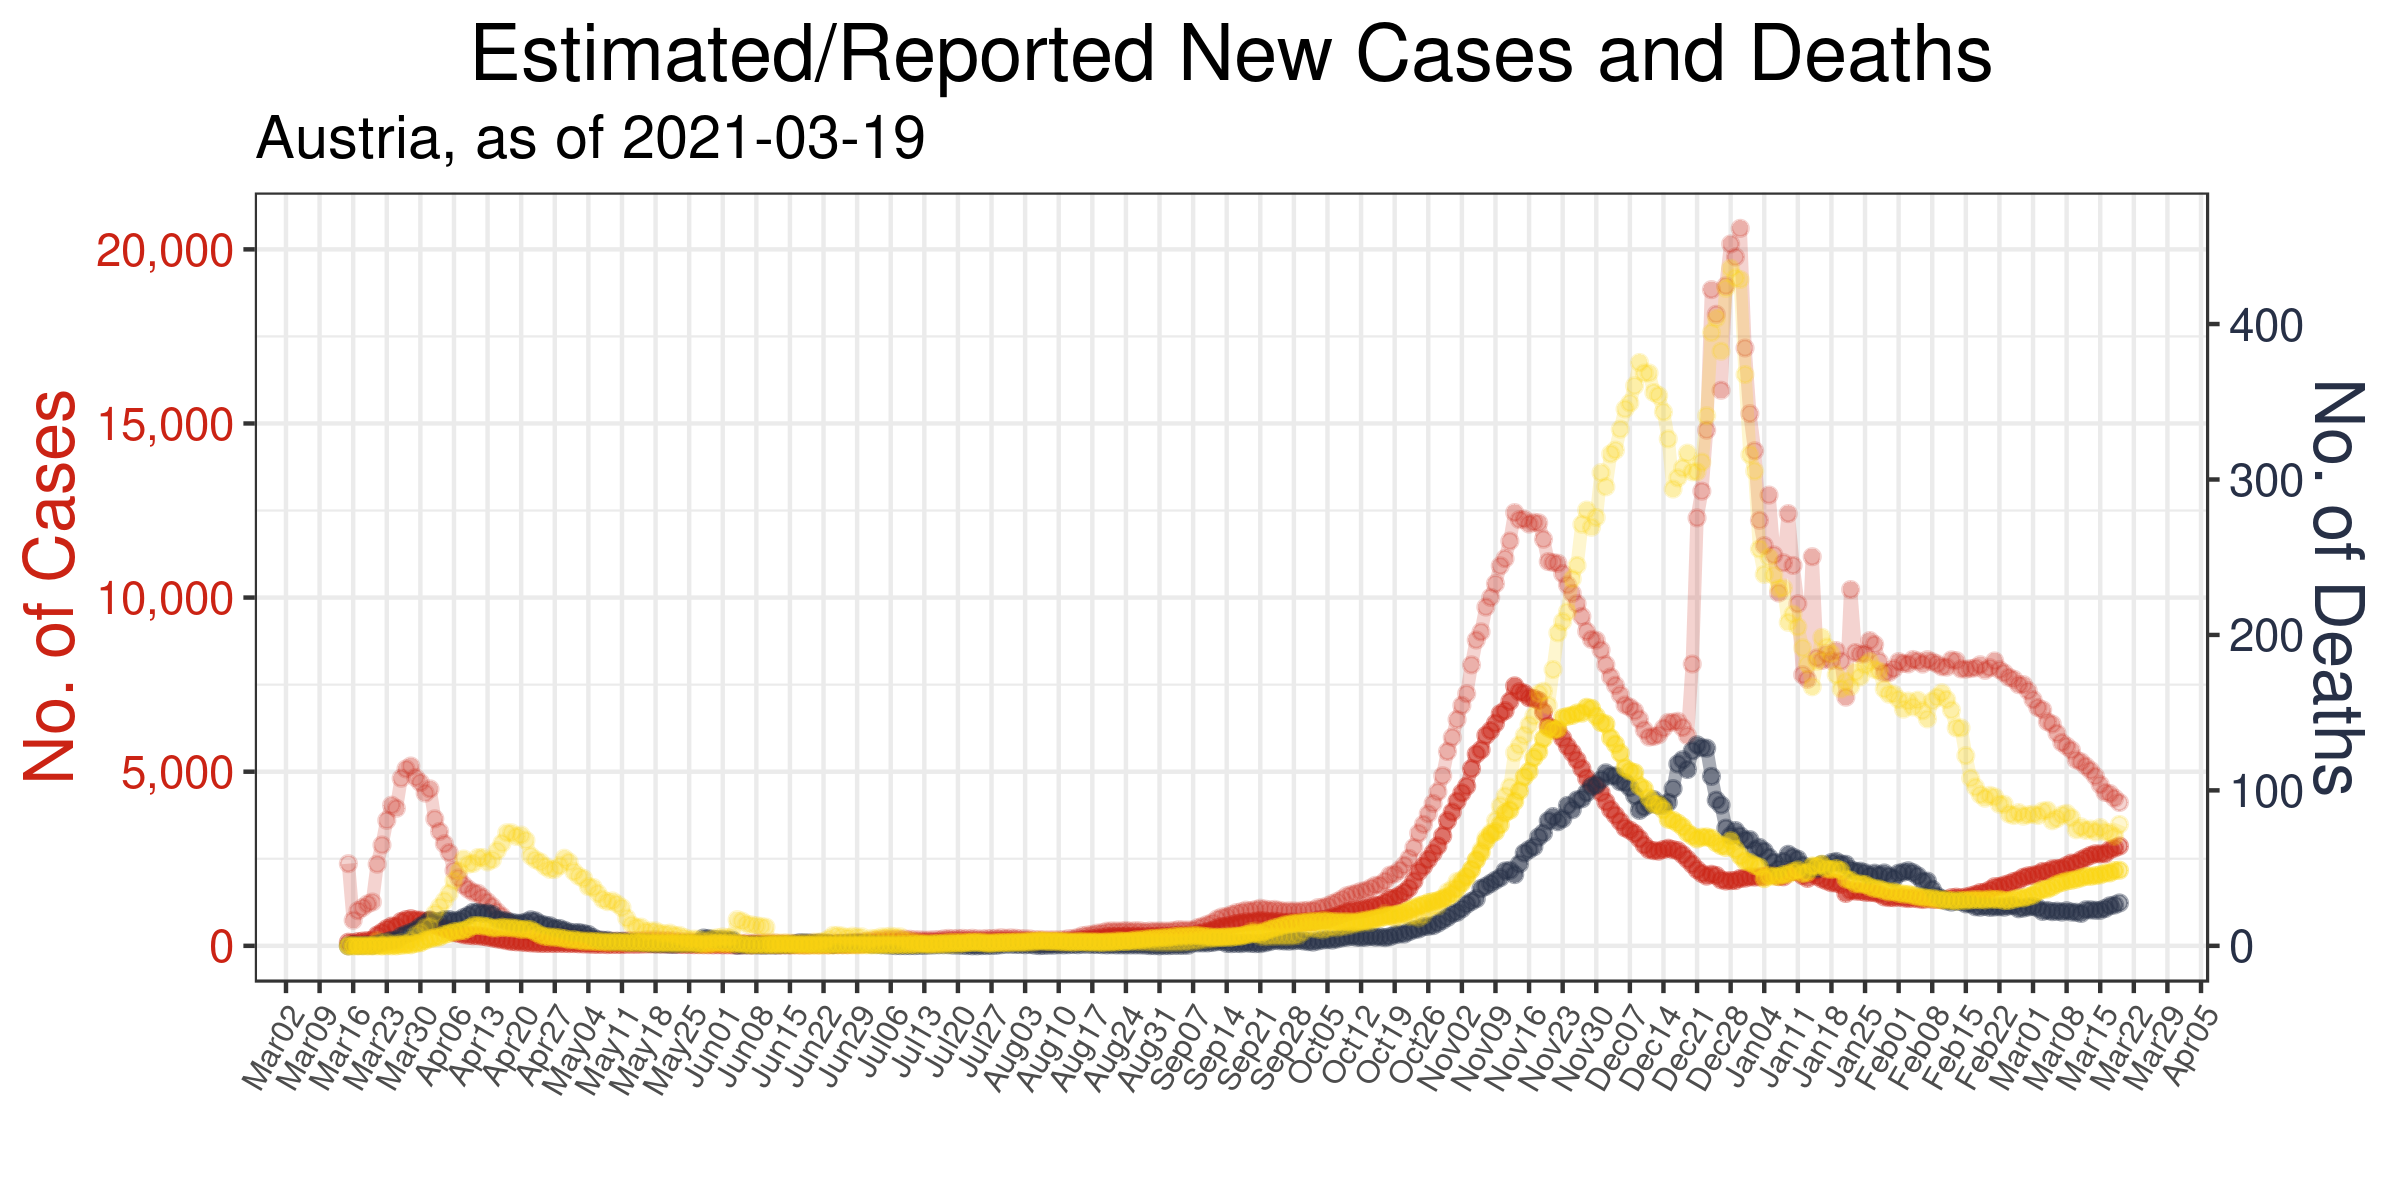 Estimated/Reported New Cases and Deaths
Austria, as of 2021-03-19
No. of Cases
20,000
15,000
10,000
5,000
0
400
300
200
100
0
No. of Deaths
Mar02 Mar09 Mar16 Mar23 Mar30 Apr06 Apr13 Apr20 Apr27 May04 May11 May18 May25 Jun01 Jun08 Jun15 Jun22 Jun29 Jul06 Jul13 Jul20 Jul27 Aug03 Aug10 Aug17 Aug24 Aug31 Sep07 Sep14 Sep21 Sep28 Oct05 Oct12 Oct19 Oct26 Nov02 Nov09 Nov16 Nov23 Nov30 Dec07 Dec14 Dec21 Dec28 Dec04 Jan11 Jan18 Jan25 Feb01 Feb08 Feb15 Feb22 Mar01 Mar08 Mar15 Mar22 Mar29 Apr05